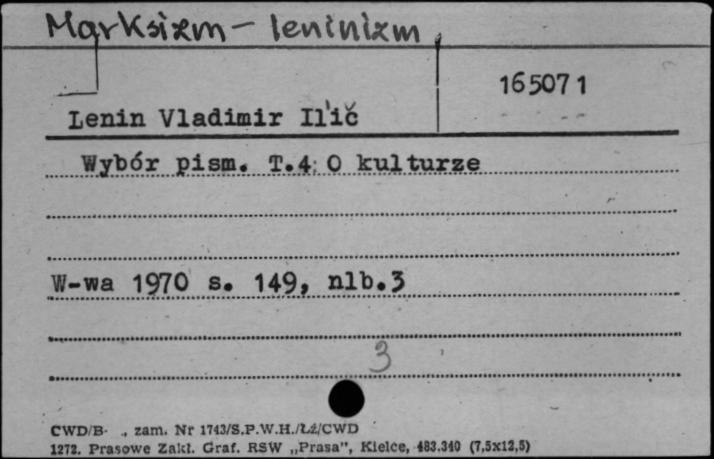 Marksizm - leninizm
165071
Lenin Vladimir Il'ič
Wybór pism. T.4: O kulturze
W-wa 1970 s. 149, nlb.3
3
CWD/B- ., zam. Nr 1743/S.P.W.H./Łź/CWD
1272. Prasowe Zakł. Graf. RSW „Prasa”, Kielce, 483.340 (7,5x12,5)